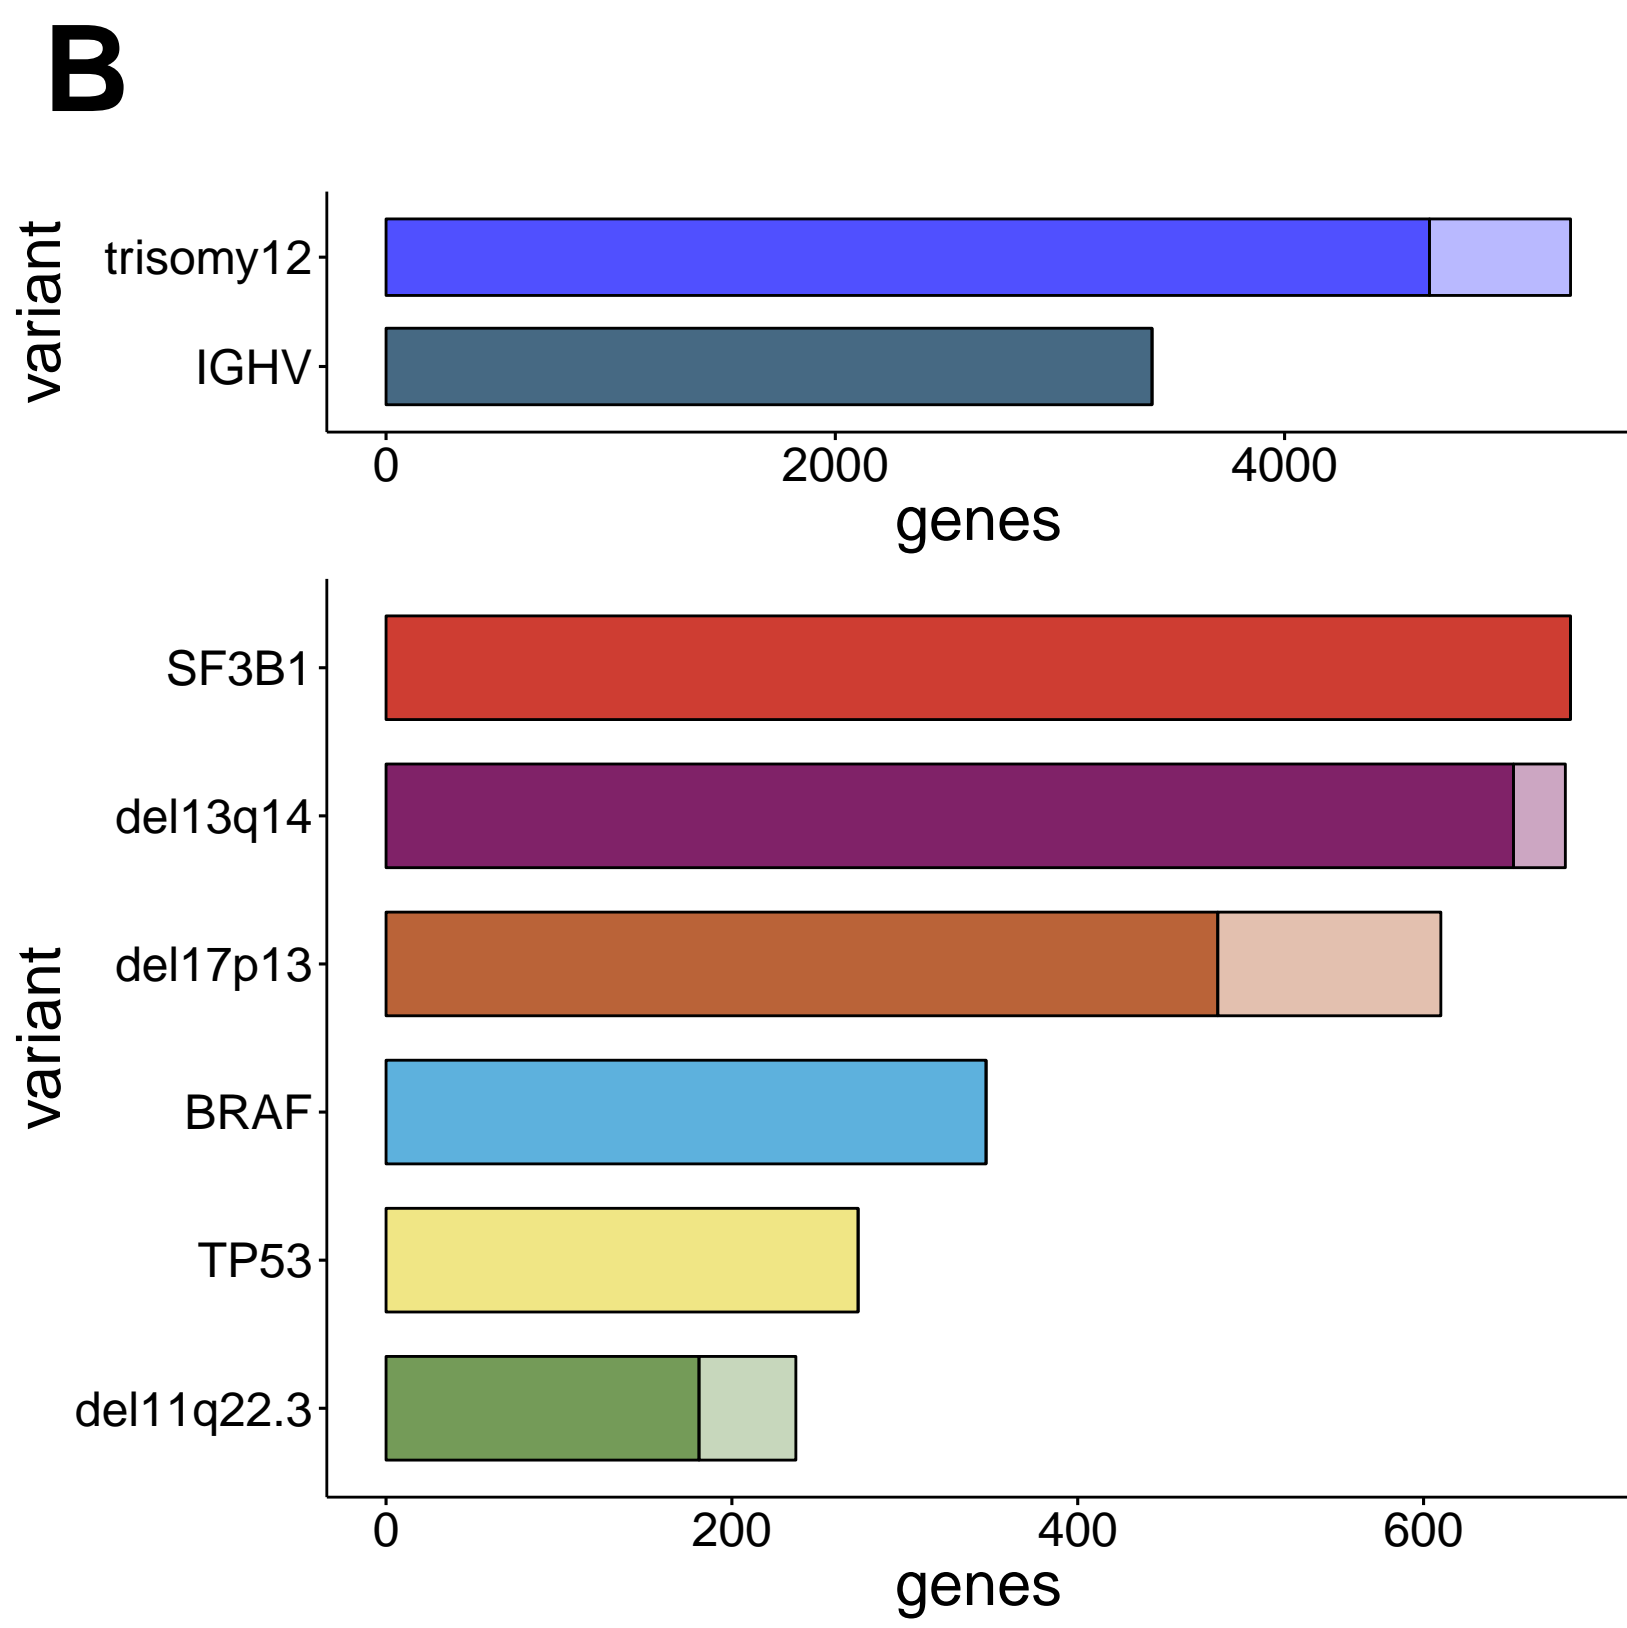 B
variant
trisomy12
IGHV
0 2000 4000
genes
variant
SF3B1
del13q14
del17p13
BRAF
TP53
del11q22.3
0 200 400 600
genes